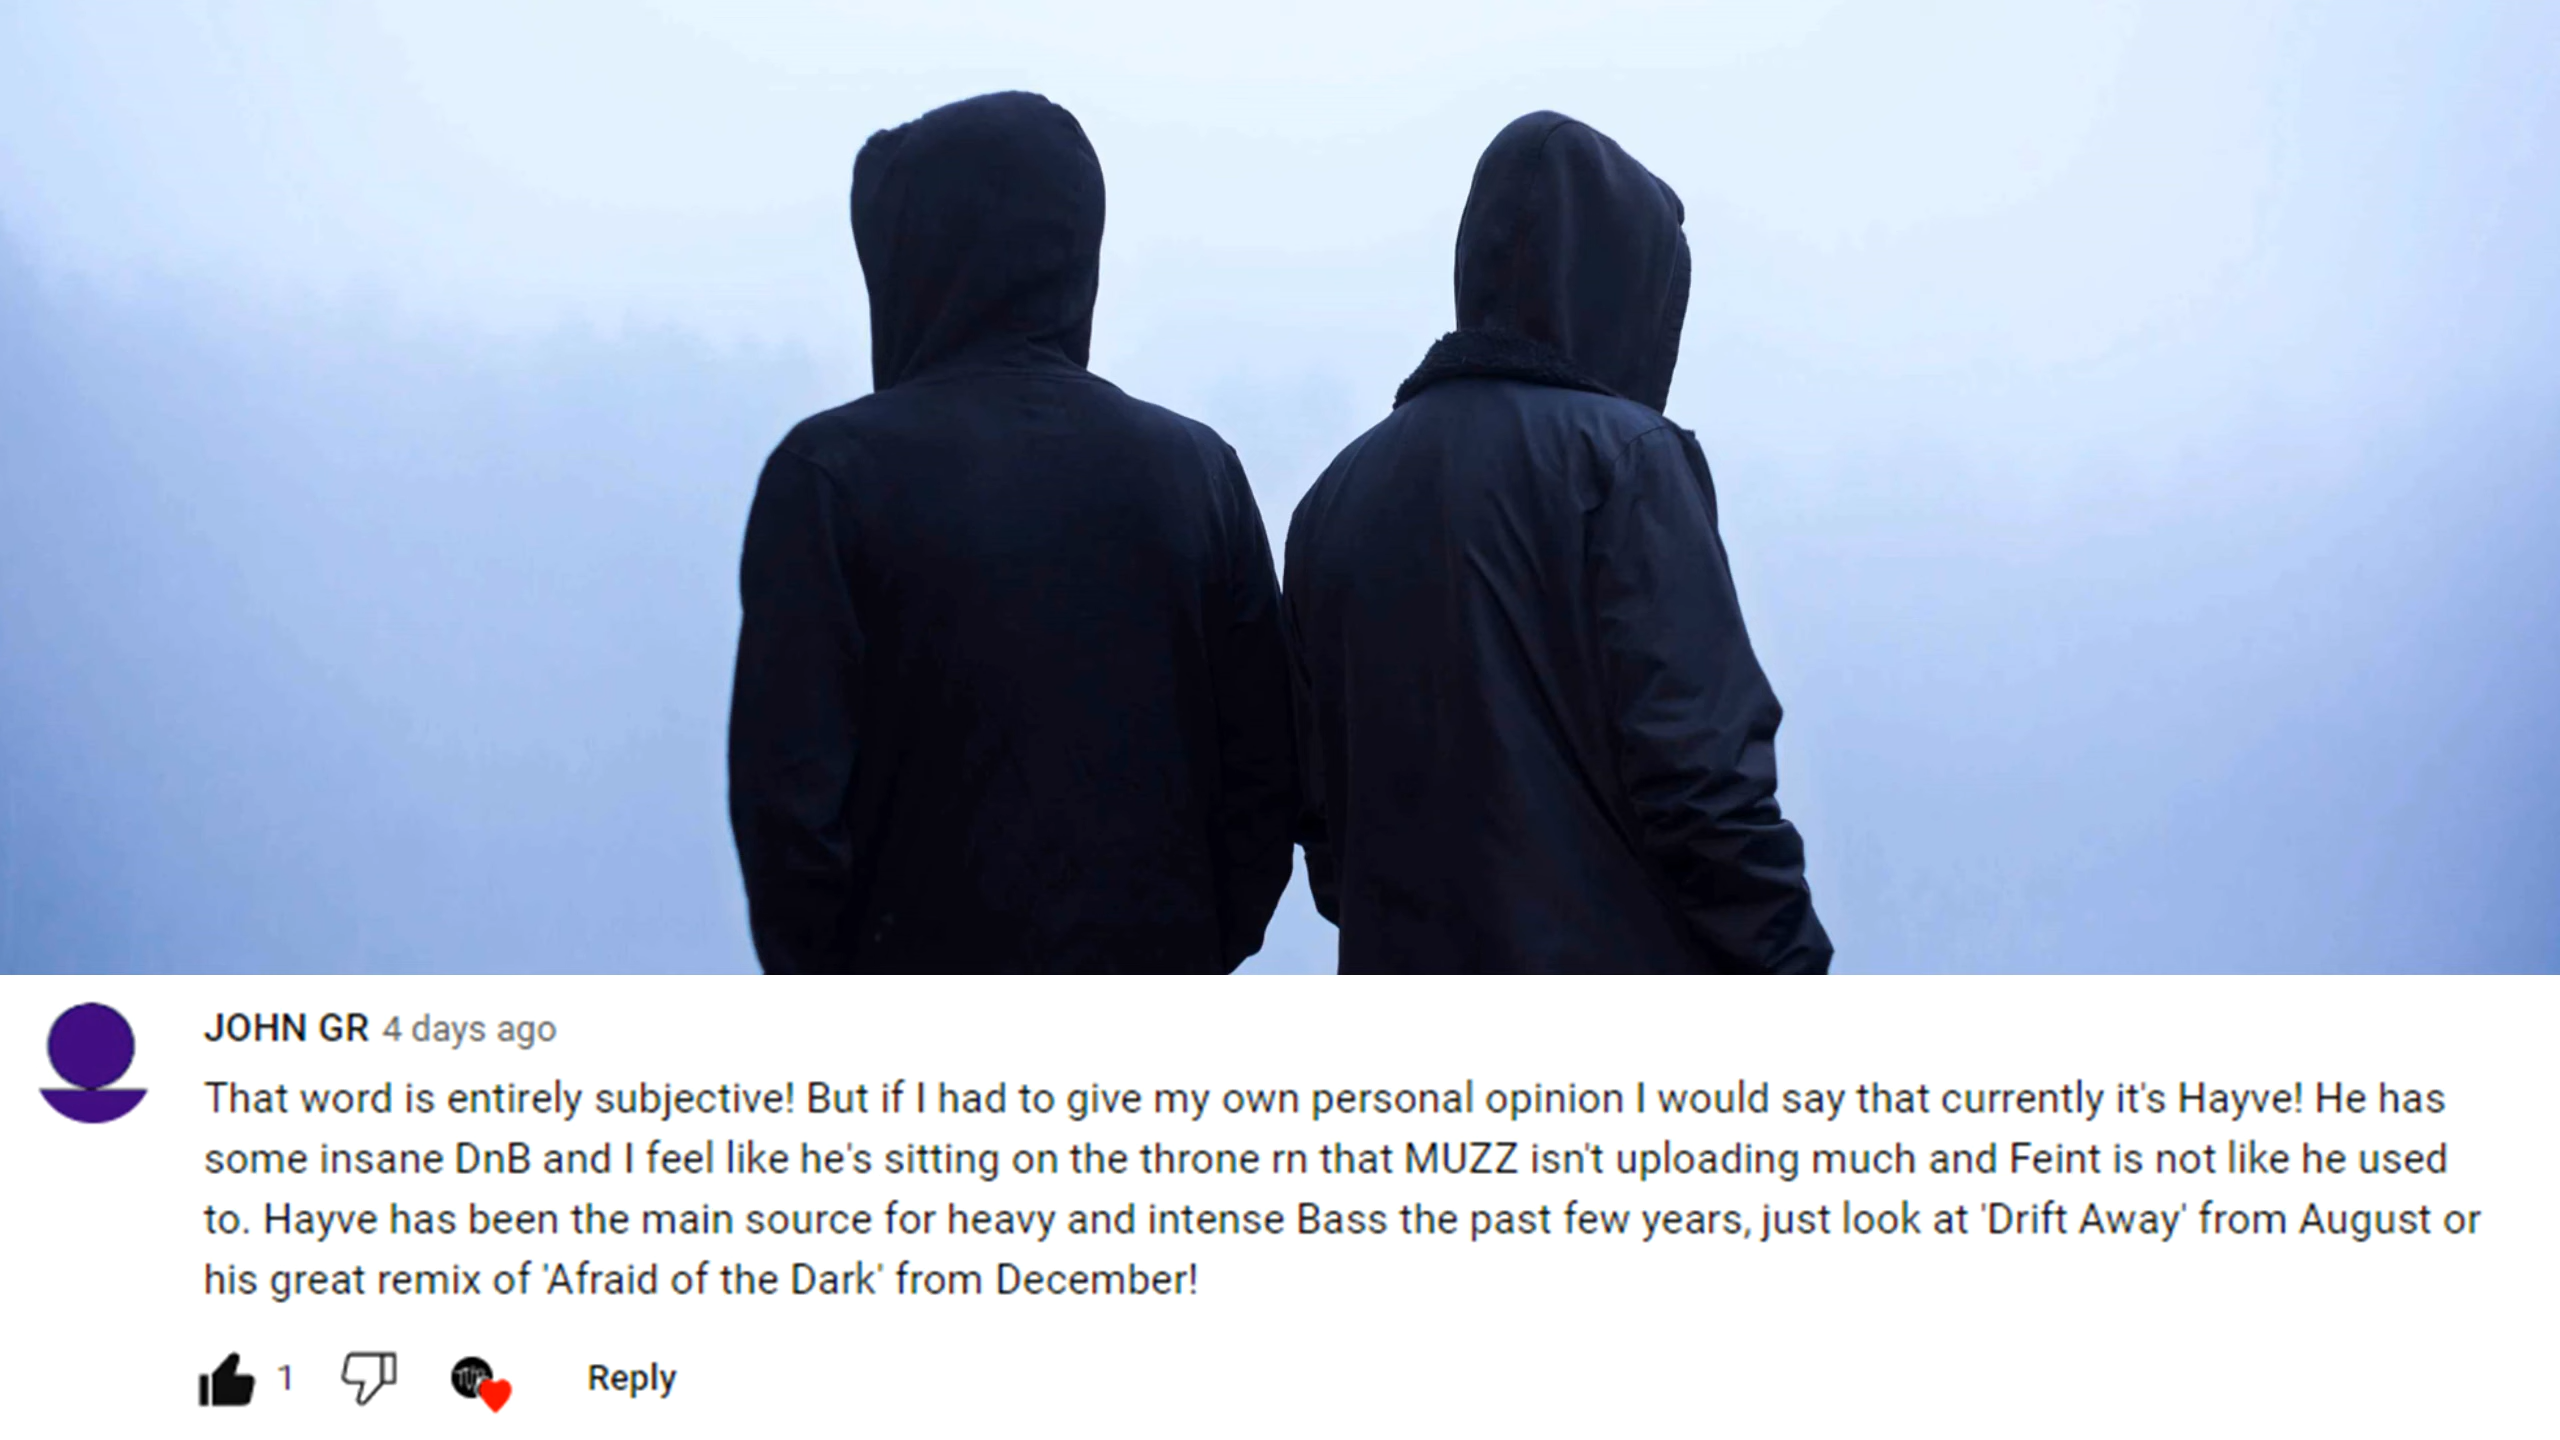 JOHN GR 4 days ago
That word is entirely subjective! But if I had to give my own personal opinion I would say that currently it's Hayve! He has
some insane DnB and I feel like he's sitting on the throne rn that MUZZ isn't uploading much and Feint is not like he used
to. Hayve has been the main source for heavy and intense Bass the past few years, just look at 'Drift Away' from August or
his great remix of 'Afraid of the Dark' from December!
1 Reply